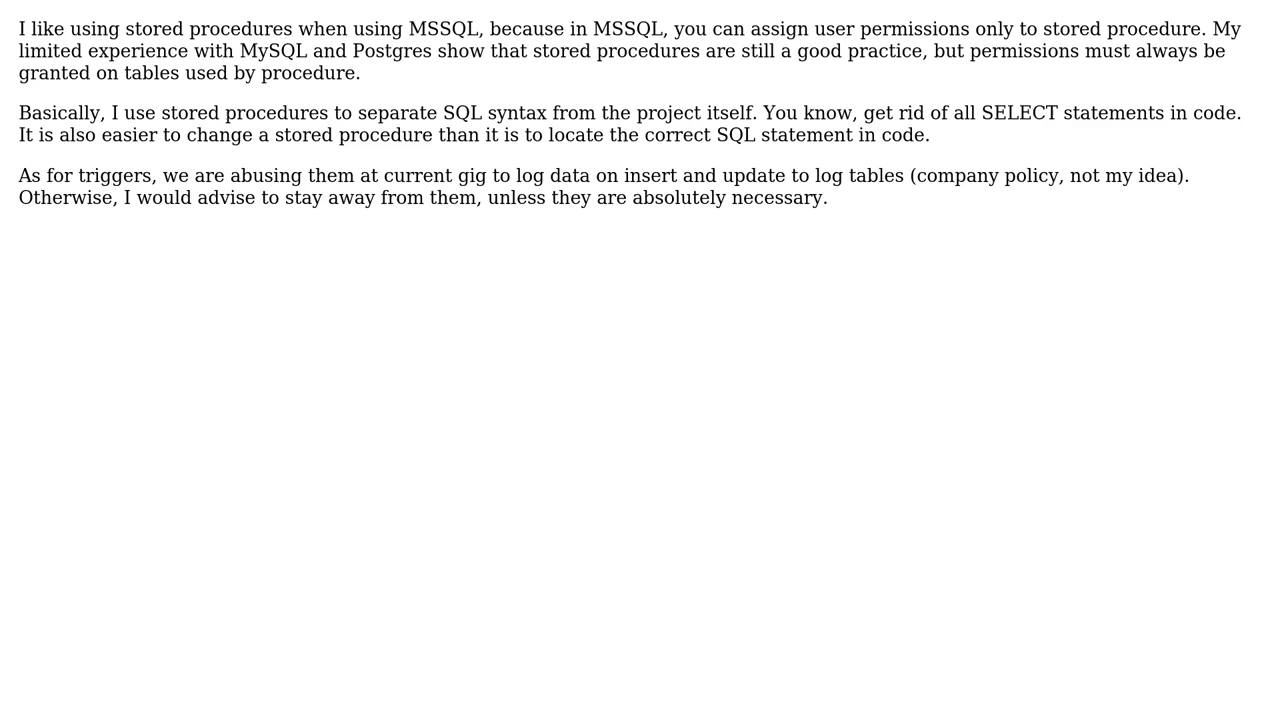 I like using stored procedures when using MSSQL, because in MSSQL, you can assign user permissions only to stored procedure. My
limited experience with MySQL and Postgres show that stored procedures are still a good practice, but permissions must always be
granted on tables used by procedure.
Basically, I use stored procedures to separate SQL syntax from the project itself. You know, get rid of all SELECT statements in code.
It is also easier to change a stored procedure than it is to locate the correct SQL statement in code.
As for triggers, we are abusing them at current gig to log data on insert and update to log tables (company policy, not my idea).
Otherwise, I would advise to stay away from them, unless they are absolutely necessary.